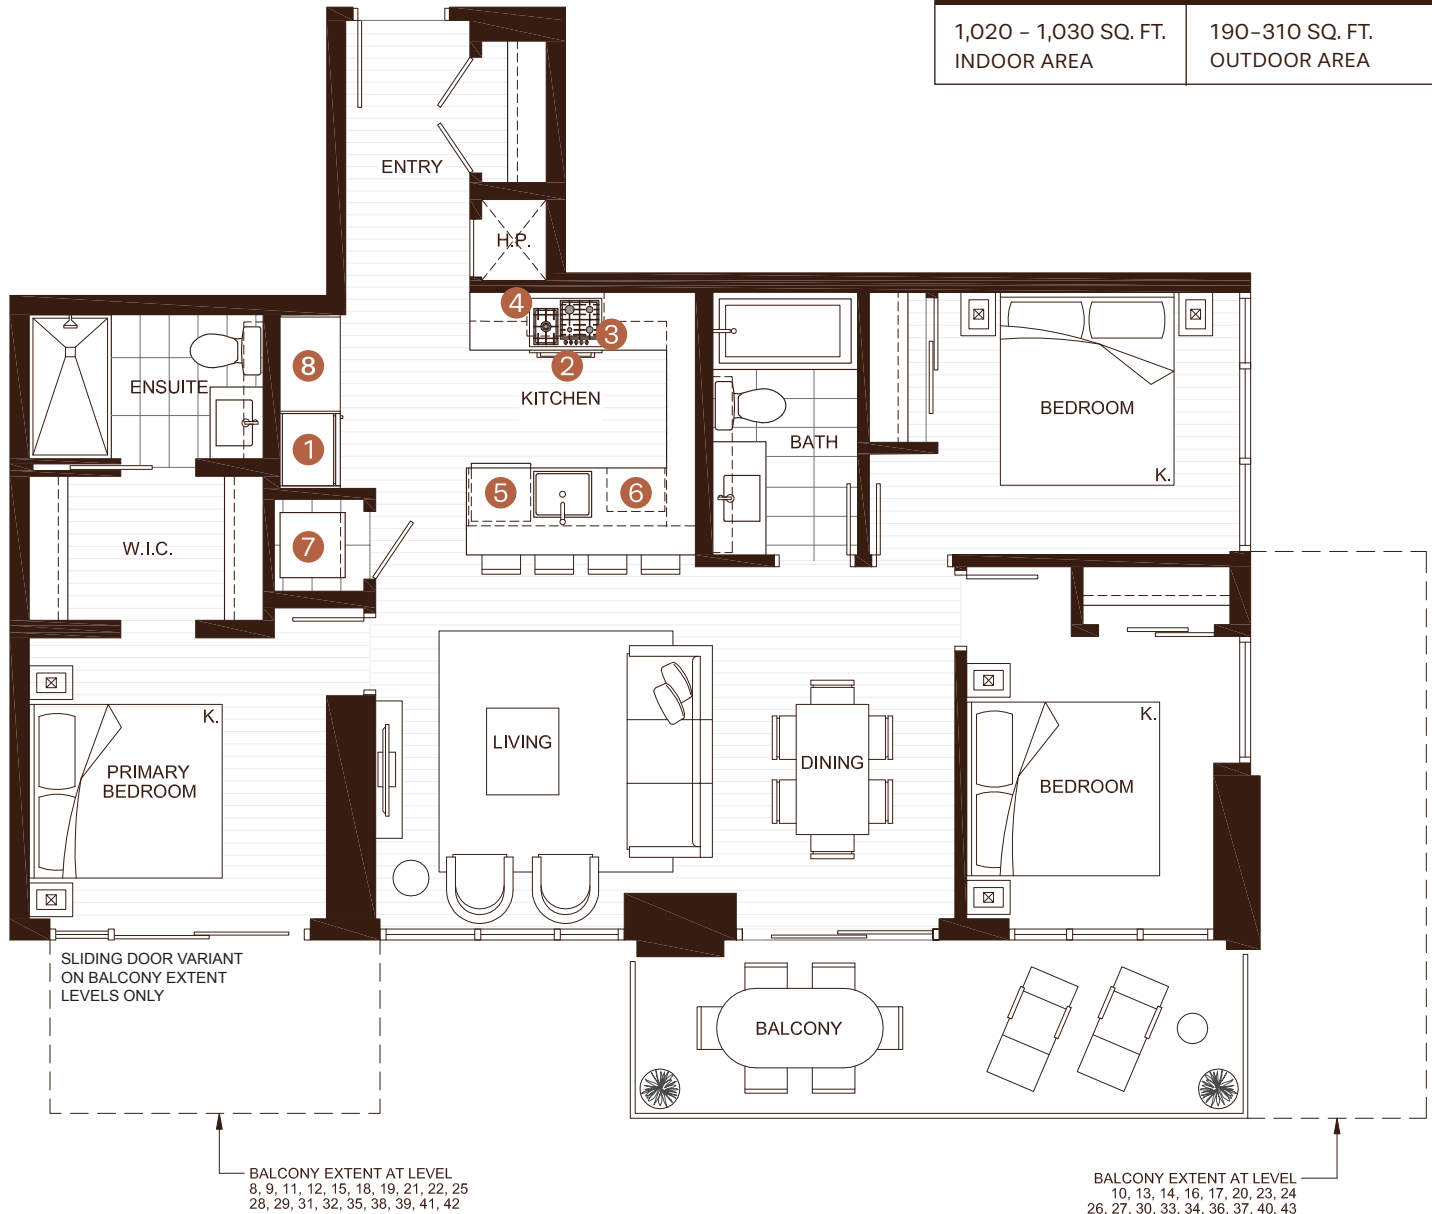 1,020 – 1,030 SQ. FT.
INDOOR AREA
190–310 SQ. FT.
OUTDOOR AREA
ENTRY
H.P.
4
3
2
8
KITCHEN
ENSUITE
1
BATH
BEDROOM
K.
5
6
7
W.I.C.
K.
PRIMARY
BEDROOM
LIVING
DINING
K.
BEDROOM
SLIDING DOOR VARIANT
ON BALCONY EXTENT
LEVELS ONLY
BALCONY
BALCONY EXTENT AT LEVEL
8, 9, 11, 12, 15, 18, 19, 21, 22, 25
28, 29, 31, 32, 35, 38, 39, 41, 42
BALCONY EXTENT AT LEVEL
10, 13, 14, 16, 17, 20, 23, 24
26, 27, 30, 33, 34, 36, 37, 40, 43